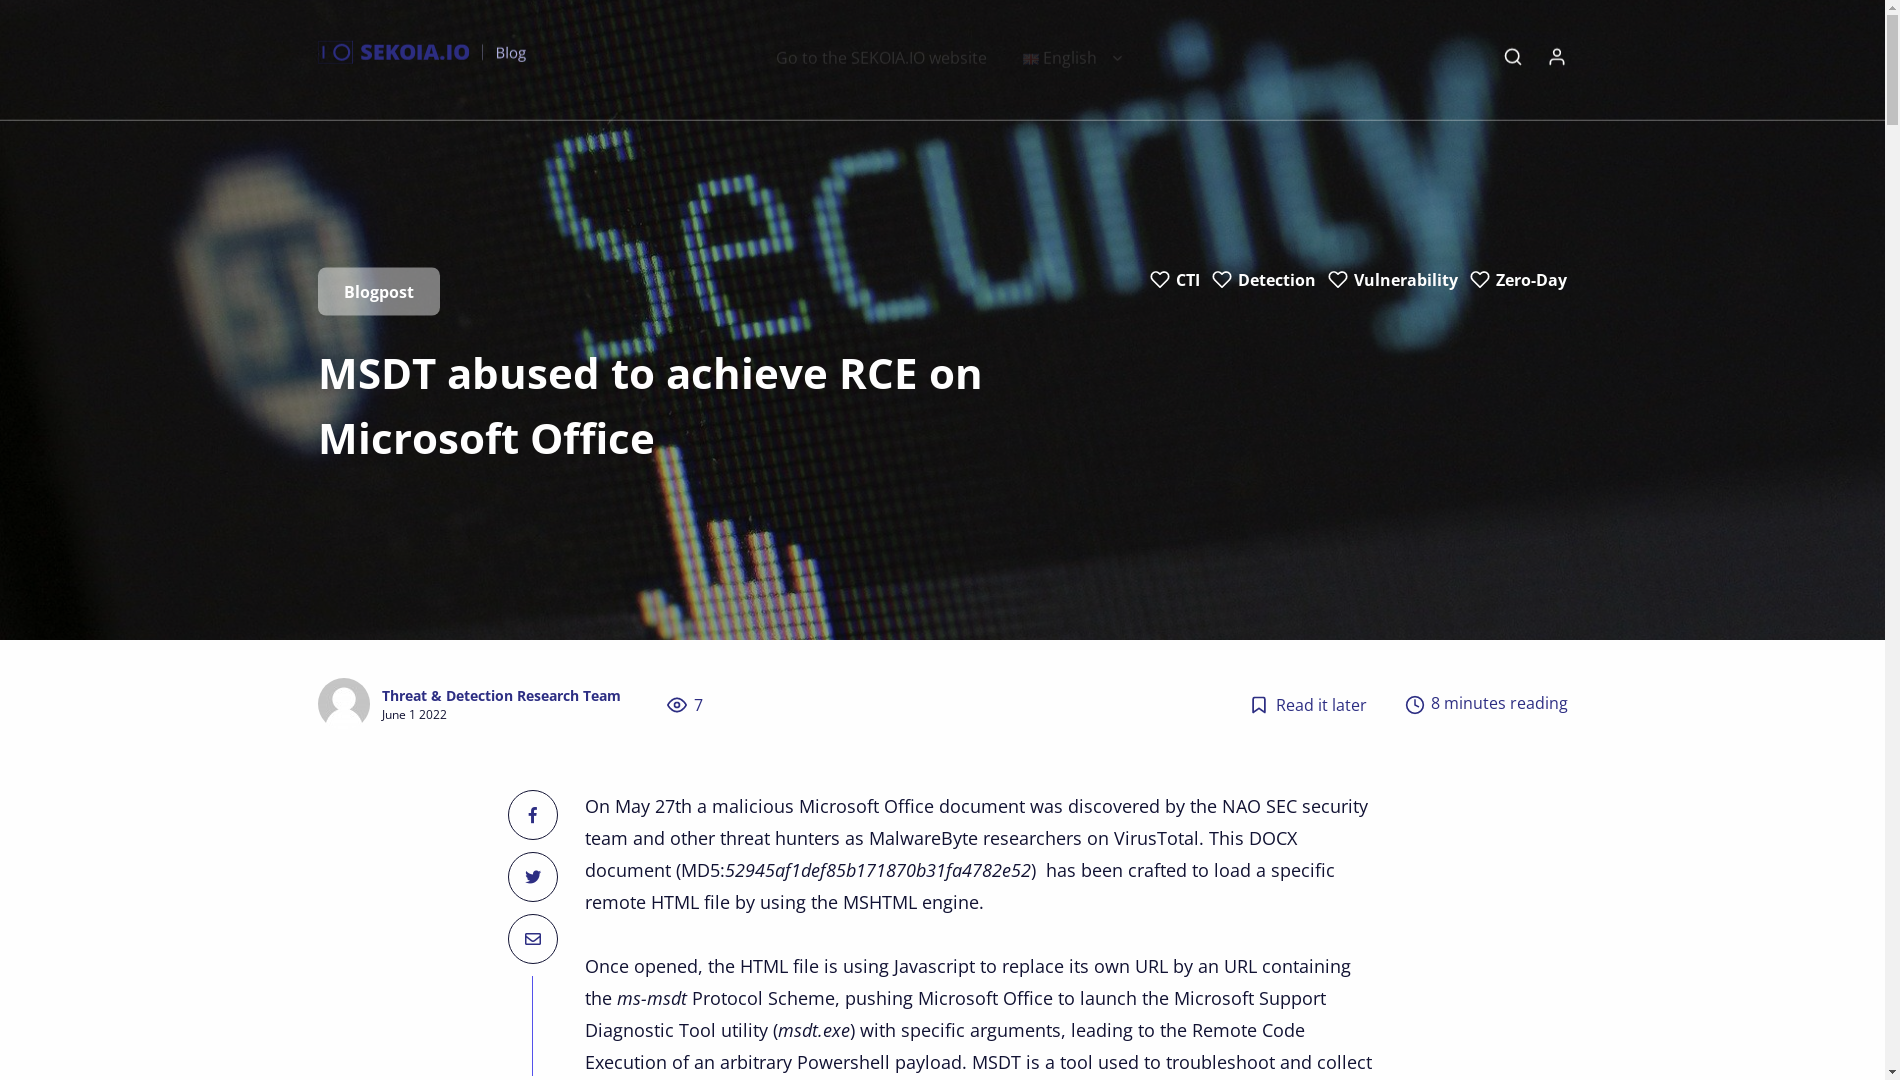 SEKOIA.IO | Blog
Go to the SEKOIA.IO website
English
Security
Blogpost
CTI
Detection
Vulnerability
Zero-Day
MSDT abused to achieve RCE on
Microsoft Office
Threat & Detection Research Team
June 1 2022
7
Read it later
8 minutes reading
On May 27th a malicious Microsoft Office document was discovered by the NAO SEC security
team and other threat hunters as MalwareByte researchers on VirusTotal. This DOCX
document (MD5:52945af1def85b171870b31fa4782e52)  has been crafted to load a specific
remote HTML file by using the MSHTML engine.
Once opened, the HTML file is using Javascript to replace its own URL by an URL containing
the ms-msdt Protocol Scheme, pushing Microsoft Office to launch the Microsoft Support
Diagnostic Tool utility (msdt.exe) with specific arguments, leading to the Remote Code
Execution of an arbitrary Powershell payload. MSDT is a tool used to troubleshoot and collect